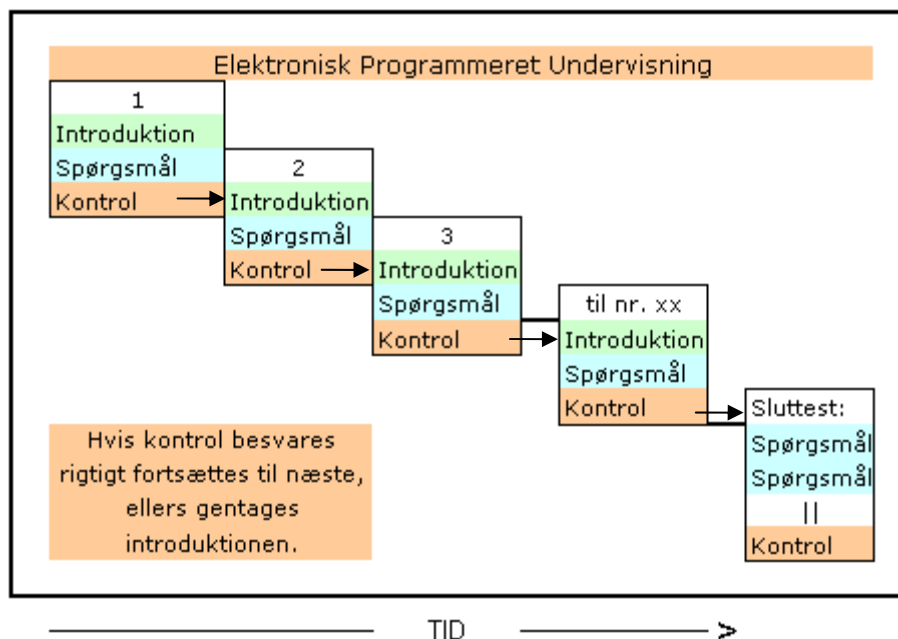 Elektronisk Programmeret Undervisning
1
Introduktion
Spørgsmål
Kontrol
2
Introduktion
Spørgsmål
Kontrol
3
Introduktion
Spørgsmål
Kontrol
til nr. xx
Introduktion
Spørgsmål
Kontrol
Sluttest:
Spørgsmål
Spørgsmål
||
Kontrol
Hvis kontrol besvares
rigtigt fortsættes til næste,
ellers gentages
introduktionen.
TID